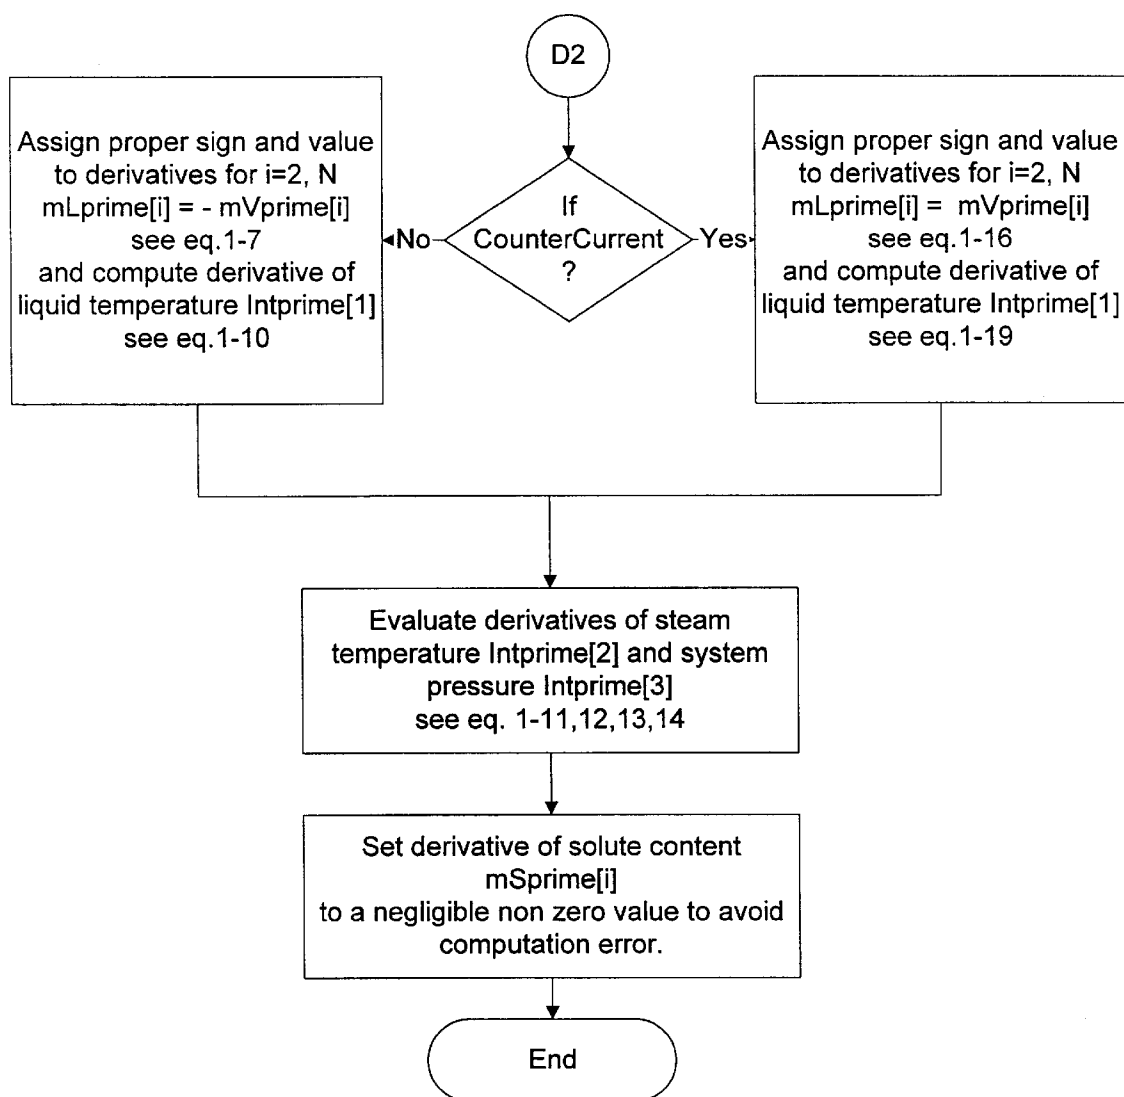 D2
If
CounterCurrent
?
No
Yes
Assign proper sign and value
to derivatives for i=2, N
mLprime[i] = - mVprime[i]
see eq.1-7
and compute derivative of
liquid temperature Intprime[1]
see eq.1-10
Assign proper sign and value
to derivatives for i=2, N
mLprime[i] =  mVprime[i]
see eq.1-16
and compute derivative of
liquid temperature Intprime[1]
see eq.1-19
Evaluate derivatives of steam
temperature Intprime[2] and system
pressure Intprime[3]
see eq. 1-11,12,13,14
Set derivative of solute content
mSprime[i]
to a negligible non zero value to avoid
computation error.
End